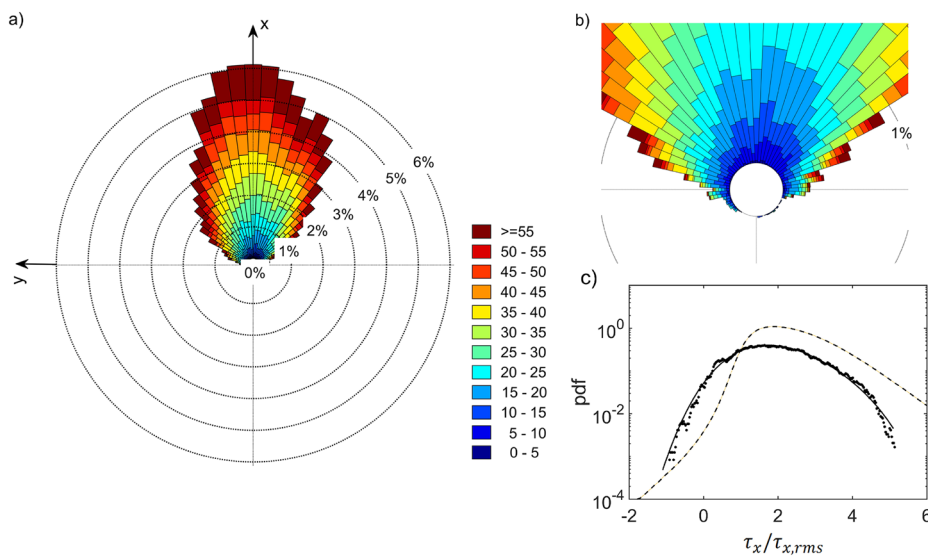 a)
x
y
6%
5%
4%
3%
2%
1%
0%
>=55
50 - 55
45 - 50
40 - 45
35 - 40
30 - 35
25 - 30
20 - 25
15 - 20
10 - 15
5 - 10
0 - 5
b)
1%
c)
pdf
10^0
10^-2
10^-4
-2
0
2
4
6
τx/τx,rms